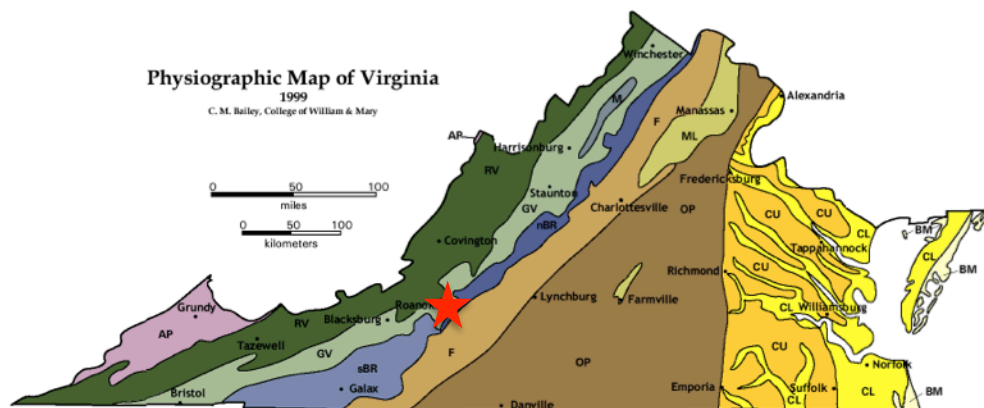 Physiographic Map of Virginia
1999
C. M. Bailey, College of William & Mary
Winchester
Alexandria
M
F
Manassas
AP
Harrisonburg
ML
RV
Fredericksburg
Staunton
GV
Charlottesville
OP
CU
CU
nBR
CL
BM
0 50 100
miles
Tappahannock
Covington
CL
kilometers
0 50 100
Richmond
CU
BM
Grundy
Roanok
Lynchburg
Farmville
CL
Williamsburg
Blacksburg
RV
AP
Tazewell
GV
F
OP
CU
Norfolk
sBR
Bristol
Galax
Emporia
Suffolk
CL
BM
CL
Danville